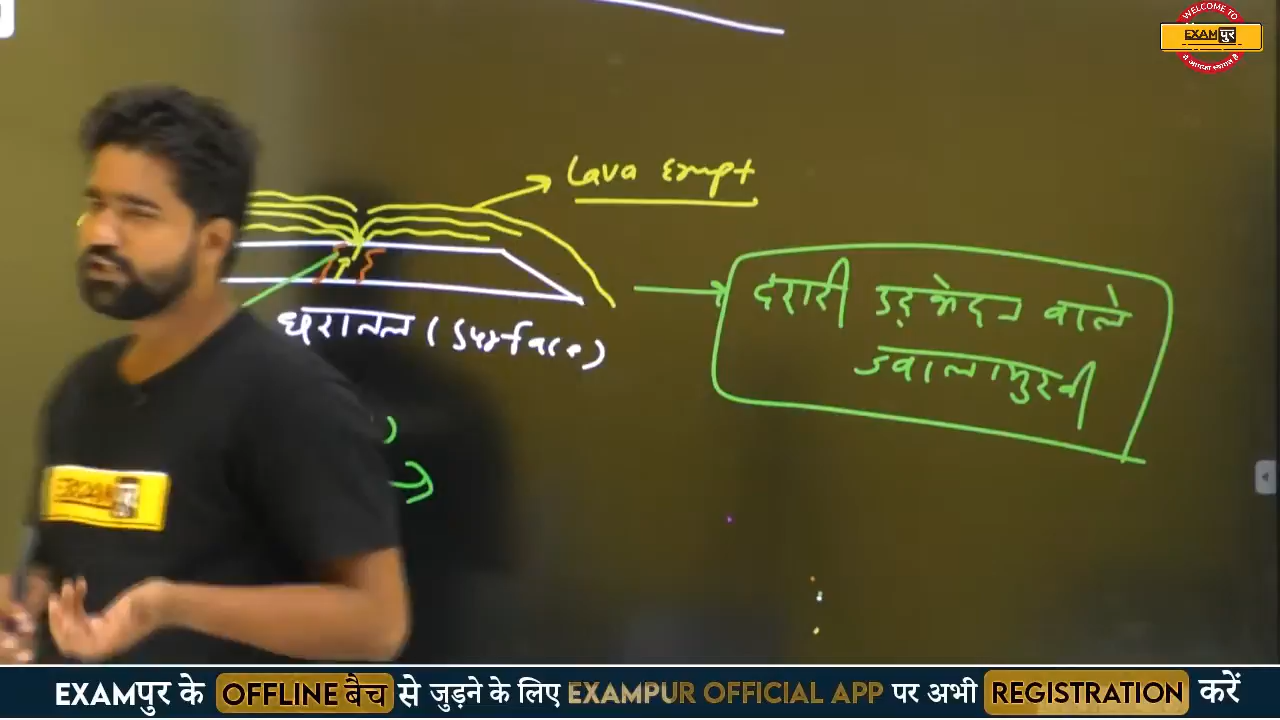 WELCOME TO
EXAMपुर
Lava Erupt
धरातल (Surface)
दरारी उद्भेदन वाले
ज्वालामुखी
EXAMपुर के OFFLINE बैच से जुड़ने के लिए EXAMPUR OFFICIAL APP पर अभी REGISTRATION करें